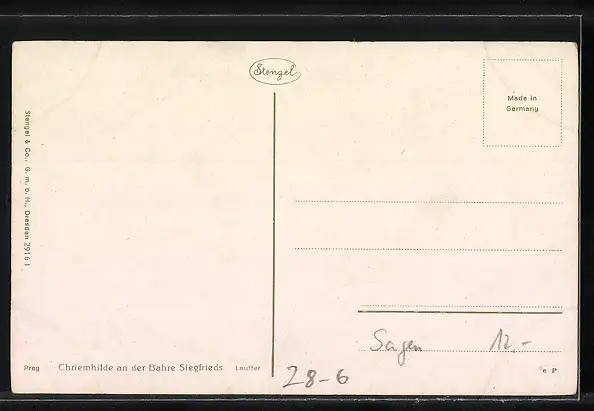 Stengel
Made in
Germany
Stengel & Co., G. m. b. H., Dresden 29161
Sagen 12,-
Prag Chriemhilde an der Bahre Siegfrieds Lauffer
28-6
e P